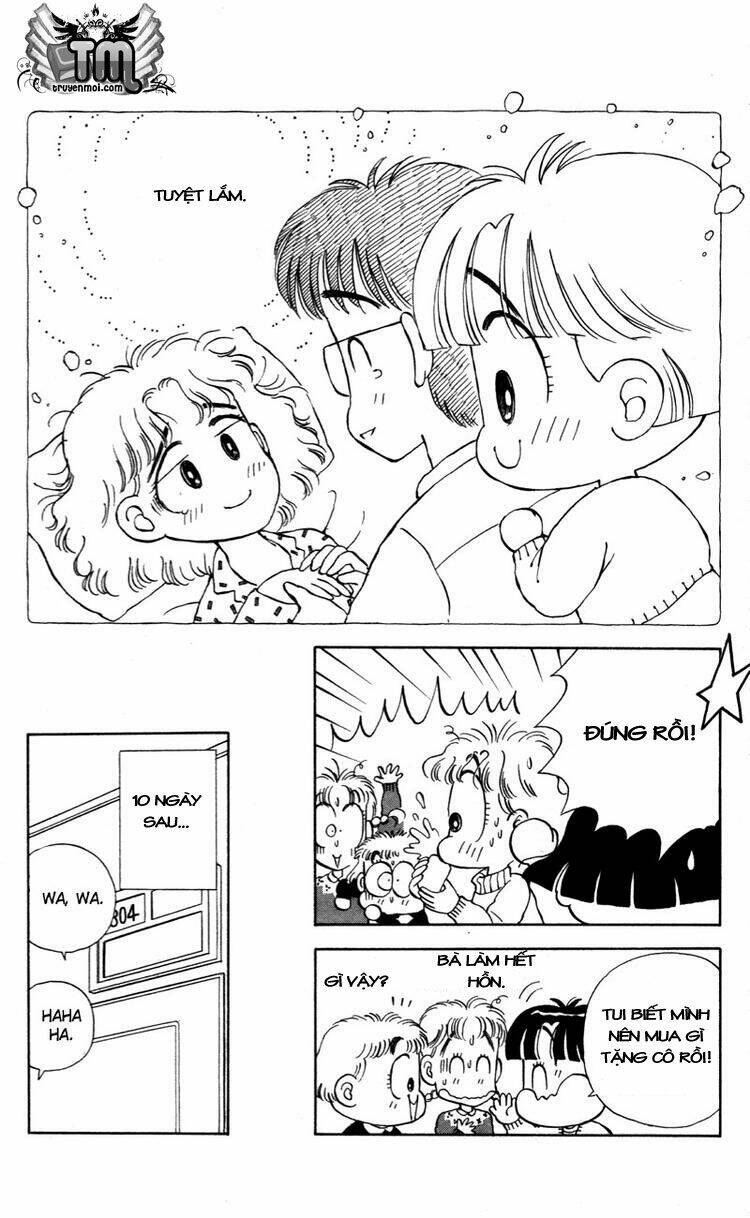 TM
truyenmoi.com
TUYỆT LẮM.
ĐÚNG RỒI!
GÌ VẬY?
BÀ LÀM HẾT
HỒN.
TUI BIẾT MÌNH
NÊN MUA GÌ
TẶNG CÔ RỒI!
10 NGÀY
SAU...
WA, WA.
304
HAHA
HA.